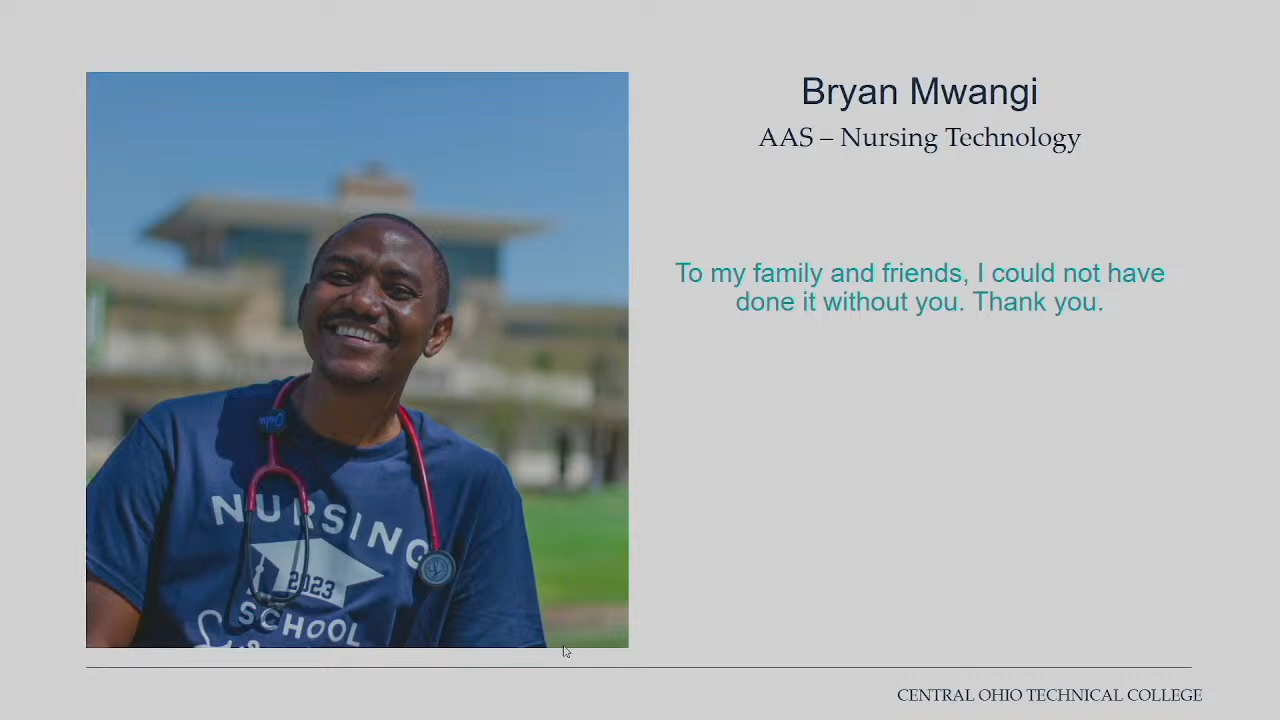 Bryan Mwangi
AAS – Nursing Technology
To my family and friends, I could not have
done it without you. Thank you.
NURSING
2023
SCHOOL
CENTRAL OHIO TECHNICAL COLLEGE